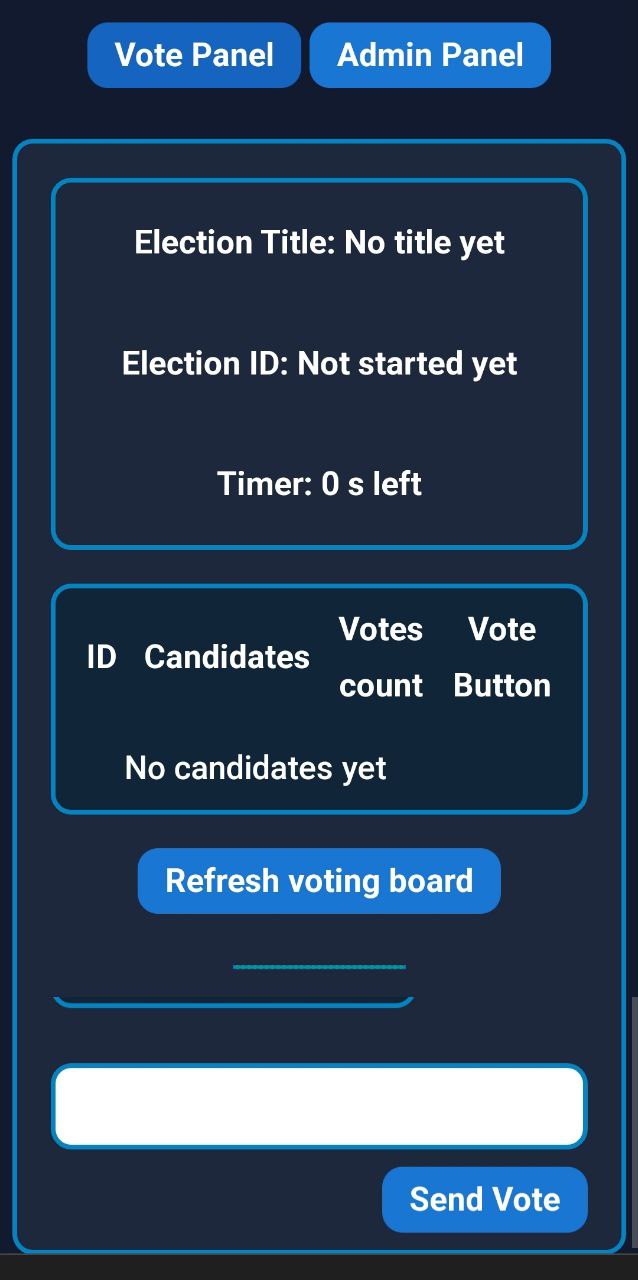 Vote Panel Admin Panel
Election Title: No title yet
Election ID: Not started yet
Timer: 0 s left
ID Candidates Votes count Vote Button
No candidates yet
Refresh voting board
Send Vote